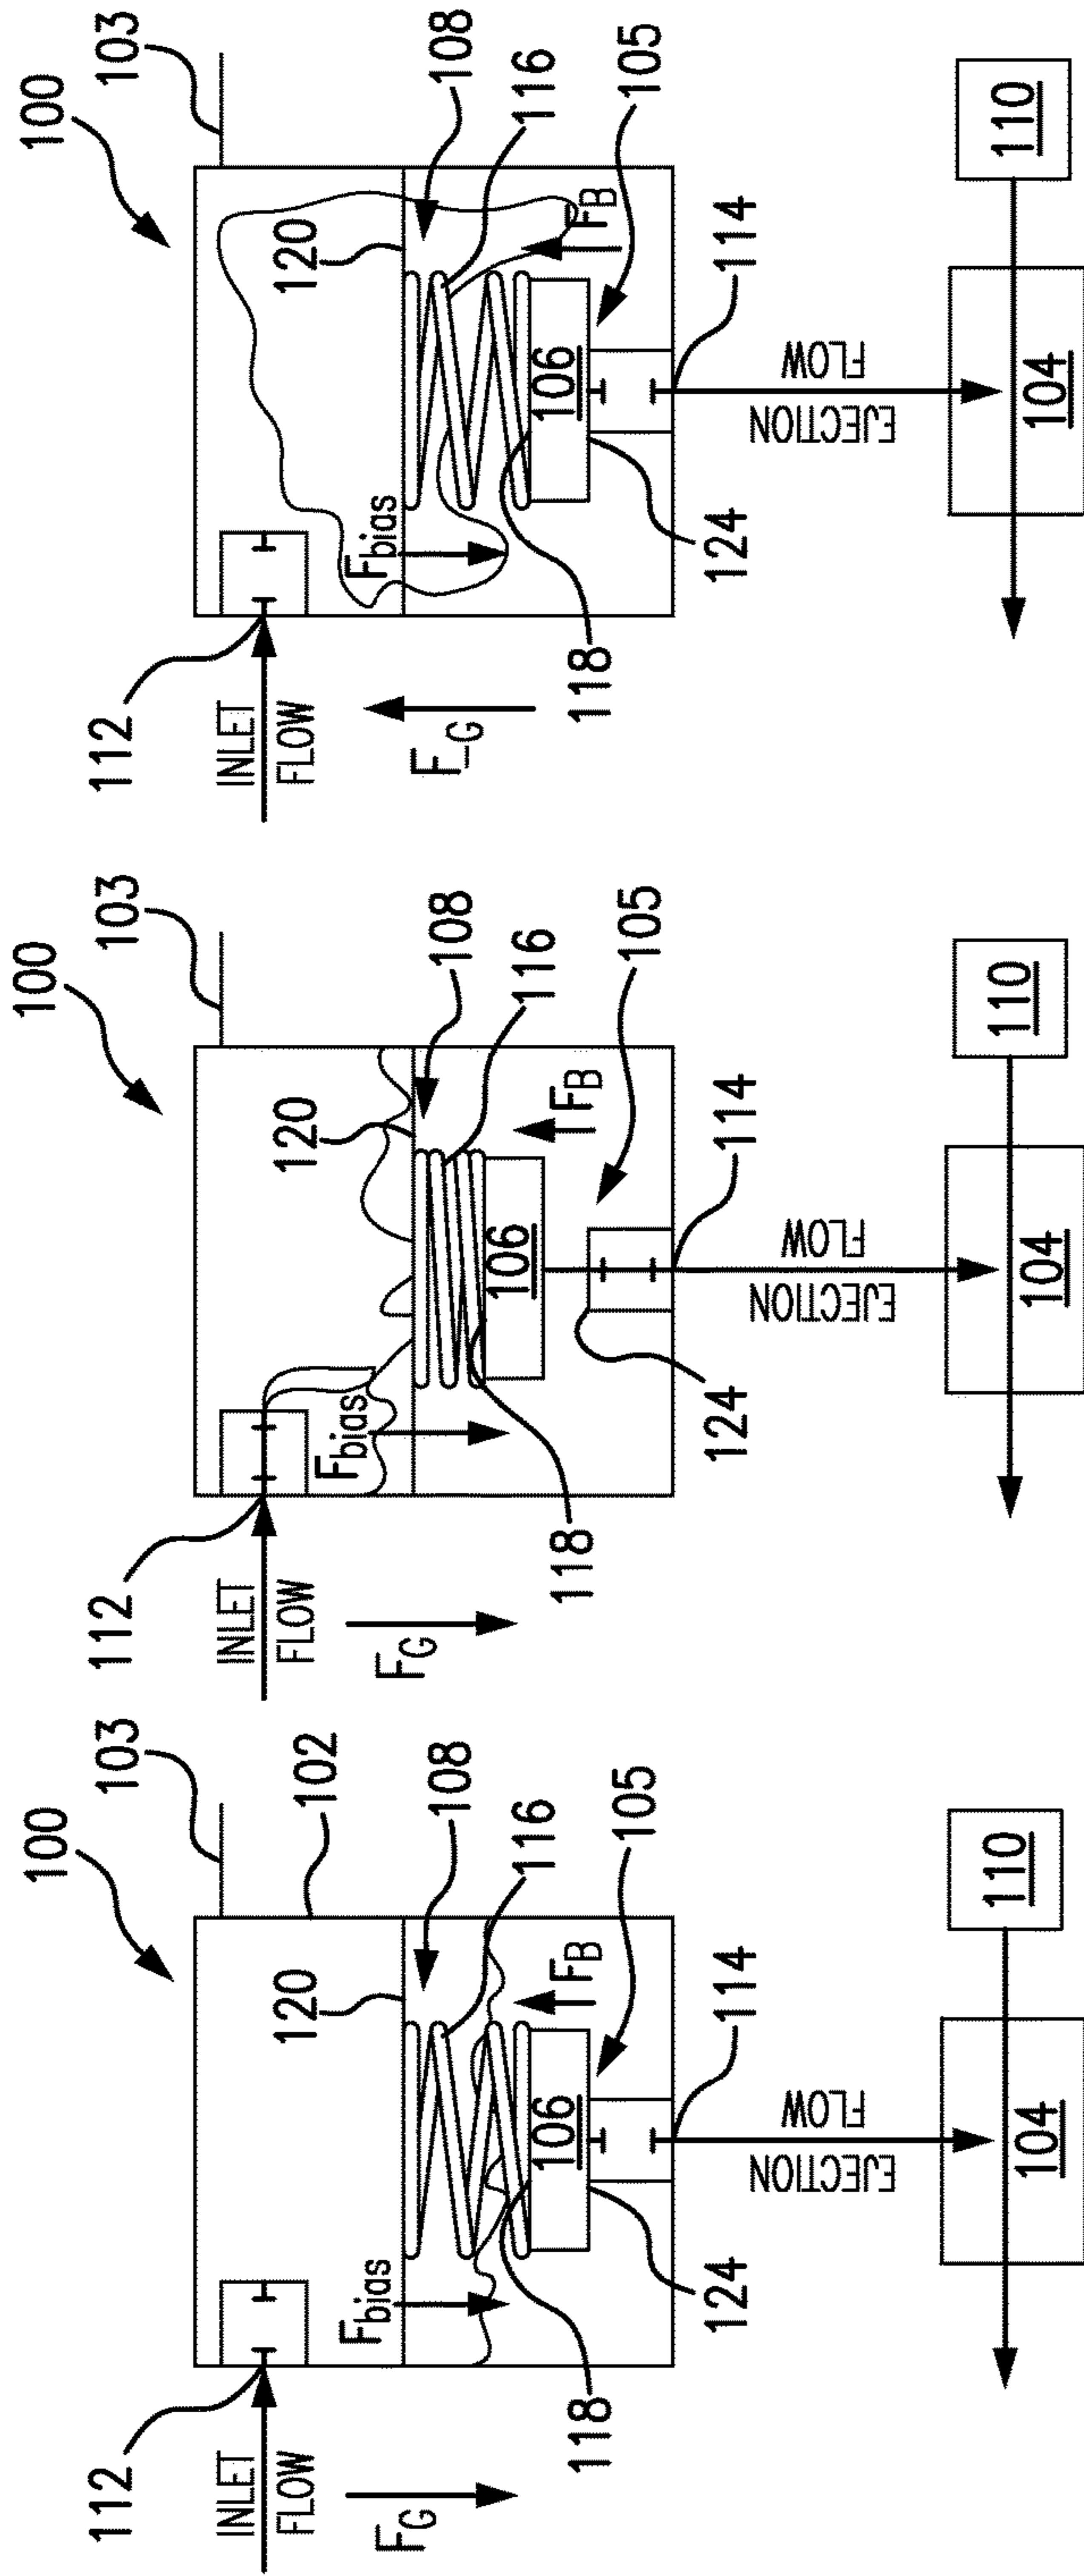 100
103
112
102
INLET
FLOW
120
F_bias
108
F_G
116
F_B
118
106
105
124
114
EJECTION
FLOW
104
110
100
103
112
INLET
FLOW
120
F_bias
108
F_G
116
F_B
118
106
105
124
114
EJECTION
FLOW
104
110
100
103
112
INLET
FLOW
120
F_bias
108
F_-G
116
F_B
118
106
105
124
114
EJECTION
FLOW
104
110